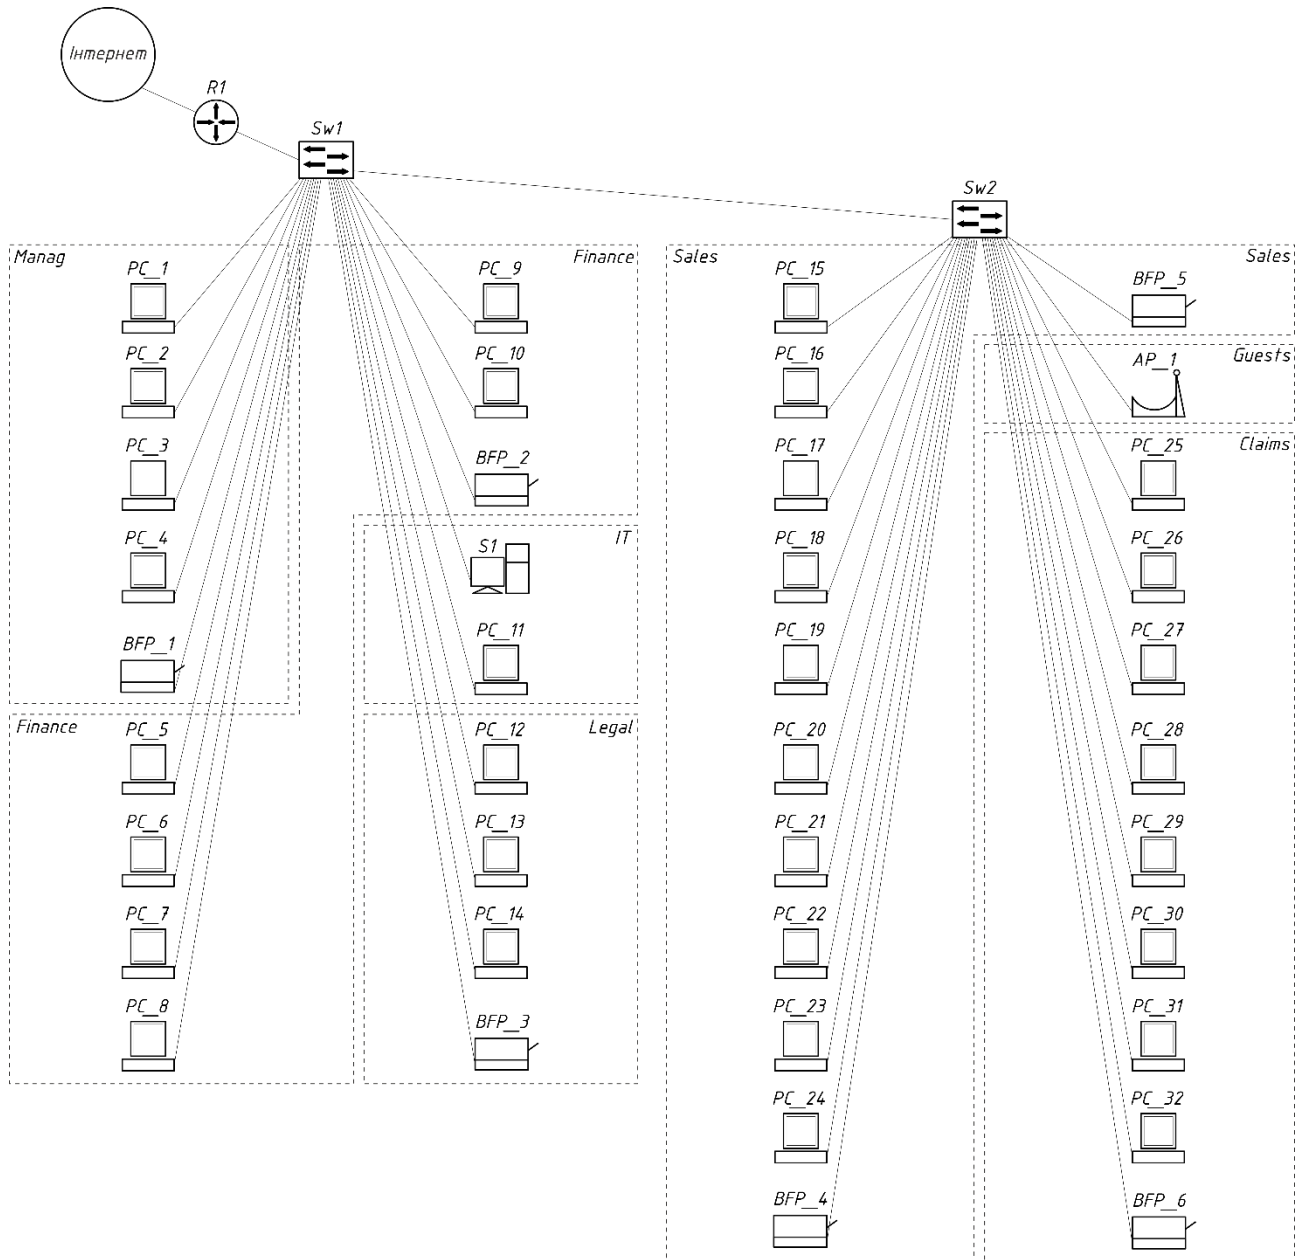 Інтернет
R1
Sw1
Sw2
Manag
PC_1
PC_2
PC_3
PC_4
BFP_1
Finance
PC_5
PC_6
PC_7
PC_8
Finance
PC_9
PC_10
BFP_2
IT
S1
PC_11
Legal
PC_12
PC_13
PC_14
BFP_3
Sales
PC_15
PC_16
PC_17
PC_18
PC_19
PC_20
PC_21
PC_22
PC_23
PC_24
BFP_4
Sales
BFP_5
Guests
AP_1
Claims
PC_25
PC_26
PC_27
PC_28
PC_29
PC_30
PC_31
PC_32
BFP_6